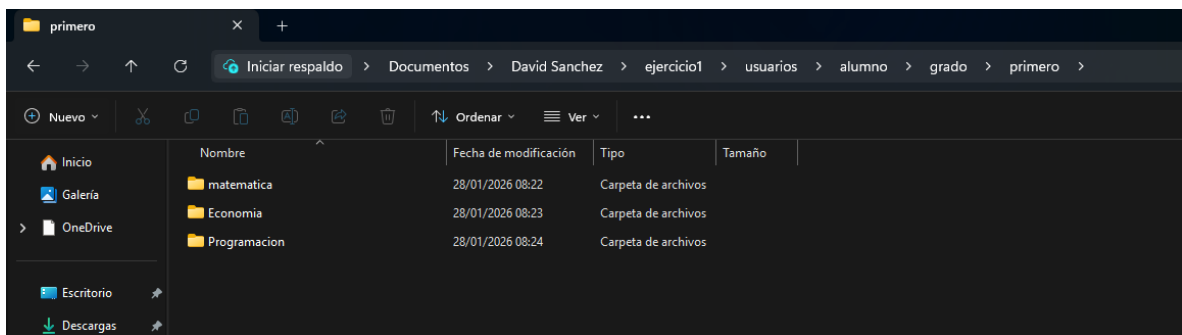 primero
Iniciar respaldo > Documentos > David Sanchez > ejercicio1 > usuarios > alumno > grado > primero >
Nuevo Ordenar Ver ...
Inicio
Galería
OneDrive
Escritorio
Descargas
Nombre Fecha de modificación Tipo Tamaño
matematica 28/01/2026 08:22 Carpeta de archivos
Economia 28/01/2026 08:23 Carpeta de archivos
Programacion 28/01/2026 08:24 Carpeta de archivos